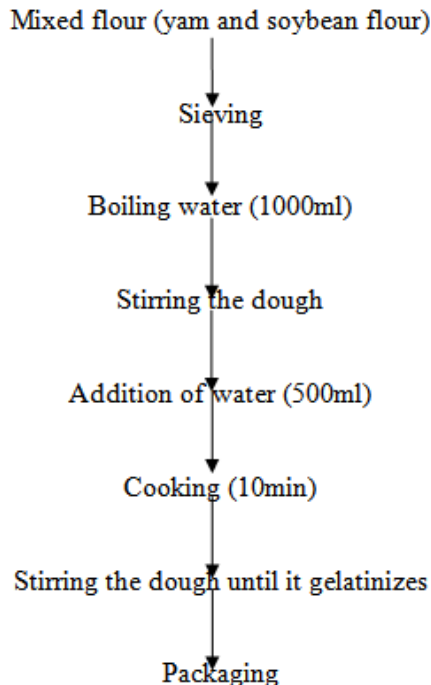 Mixed flour (yam and soybean flour)
Sieving
Boiling water (1000ml)
Stirring the dough
Addition of water (500ml)
Cooking (10min)
Stirring the dough until it gelatinizes
Packaging